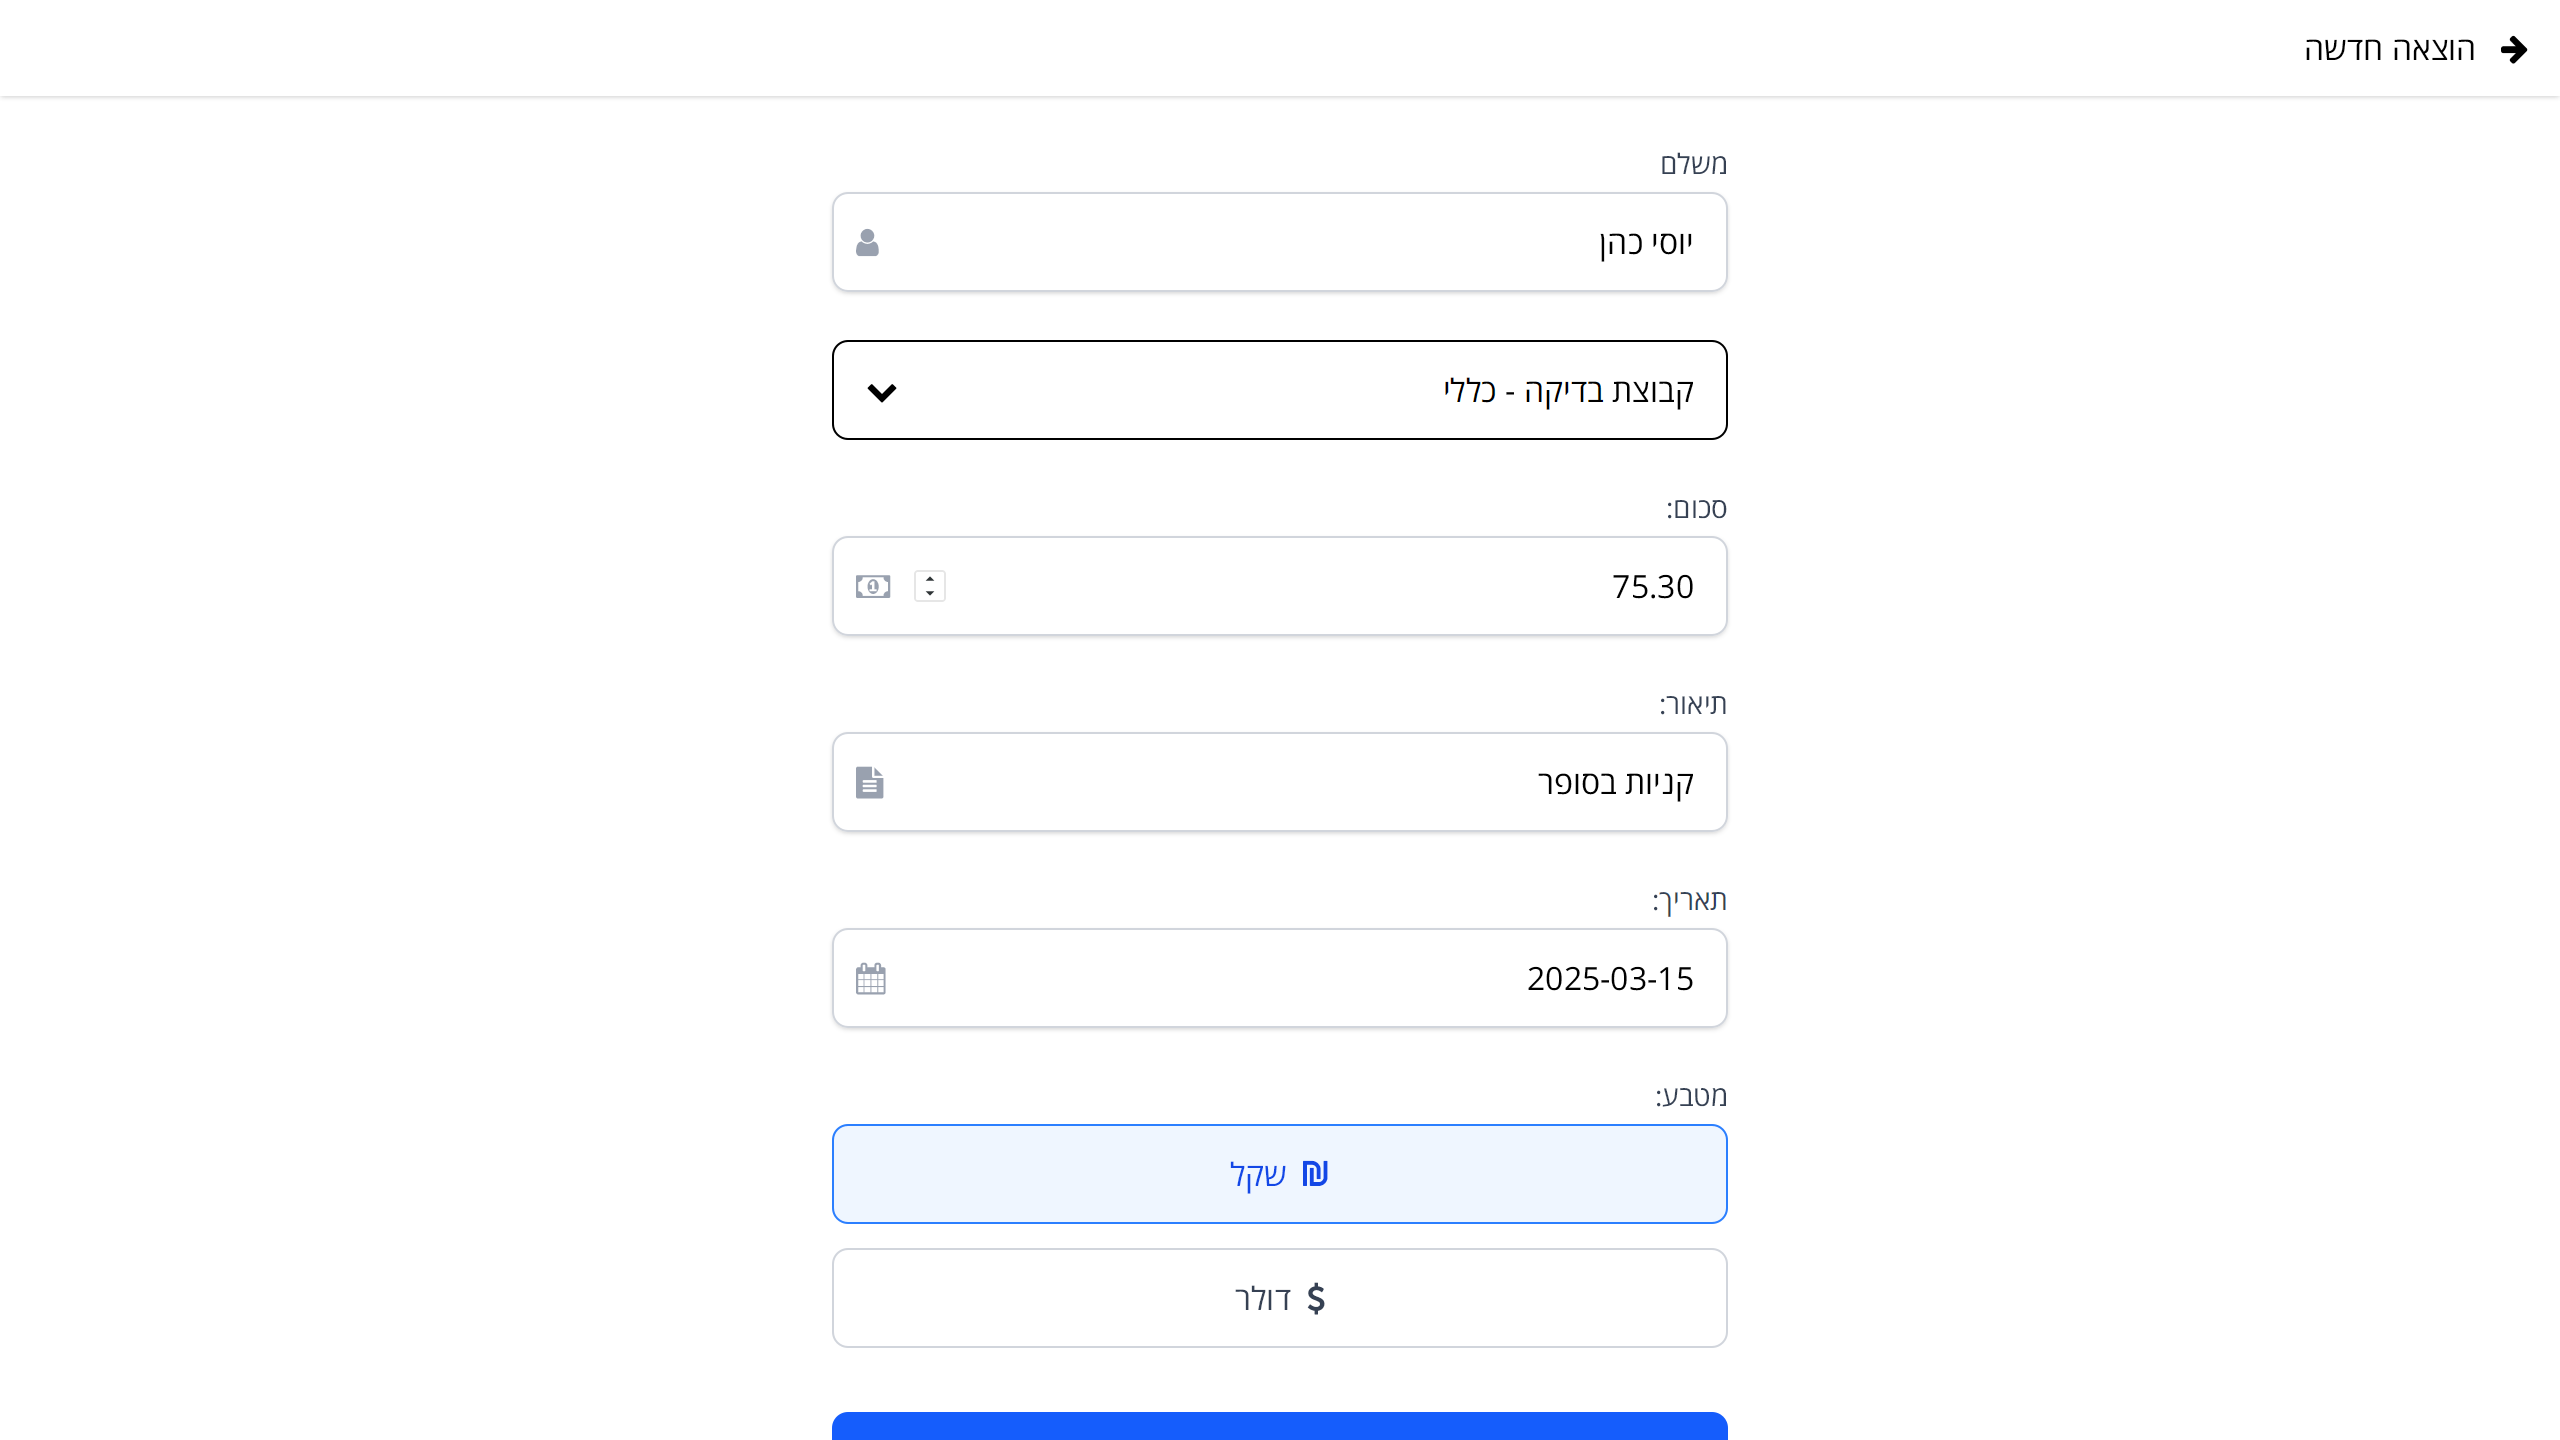 הוצאה חדשה
משלם
יוסי כהן
קבוצת בדיקה - כללי
סכום:
75.30
תיאור:
קניות בסופר
תאריך:
2025-03-15
מטבע:
₪ שקל
$ דולר